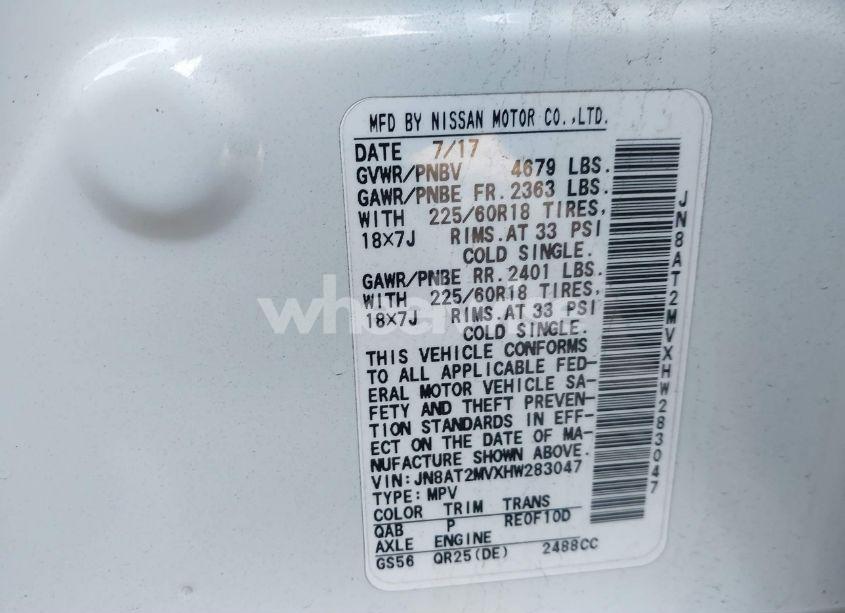 MFD BY NISSAN MOTOR CO.,LTD.
DATE 7/17
GVWR/PNBV 4679 LBS.
GAWR/PNBE FR. 2363 LBS.
WITH 225/60R18 TIRES,
18×7J RIMS.AT 33 PSI
COLD SINGLE.
GAWR/PNBE RR. 2401 LBS.
WITH 225/60R18 TIRES,
18×7J RIMS.AT 33 PSI
COLD SINGLE.
THIS VEHICLE CONFORMS
TO ALL APPLICABLE FED-
ERAL MOTOR VEHICLE SA-
FETY AND THEFT PREVEN-
TION STANDARDS IN EFF-
ECT ON THE DATE OF MA-
NUFACTURE SHOWN ABOVE.
VIN:JN8AT2MVXHW283047
TYPE:MPV
COLOR TRIM TRANS
QAB P RE0F10D
AXLE ENGINE
GS56 QR25(DE) 2488CC
JN8AT2MVXHW283047